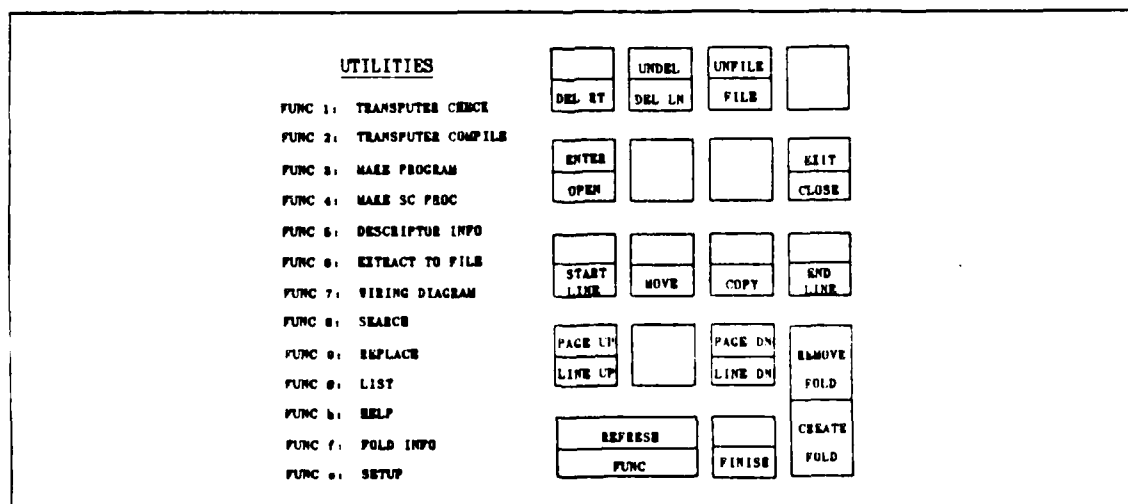 UTILITIES
FUNC 1: TRANSPUTER CHECK
FUNC 2: TRANSPUTER COMPILE
FUNC 3: MAKE PROGRAM
FUNC 4: MAKE SC PROC
FUNC 5: DESCRIPTOR INFO
FUNC 6: EXTRACT TO FILE
FUNC 7: WIRING DIAGRAM
FUNC 8: SEARCH
FUNC 9: REPLACE
FUNC 0: LIST
FUNC h: HELP
FUNC f: FOLD INFO
FUNC s: SETUP
UNDEL
UNFILE
DEL RT
DEL LN
FILE
ENTER
EXIT
OPEN
CLOSE
START
LINE
MOVE
COPY
END
LINE
PAGE UP
PAGE DN
LINE UP
LINE DN
REMOVE
FOLD
REFRESH
FUNC
FINISH
CREATE
FOLD